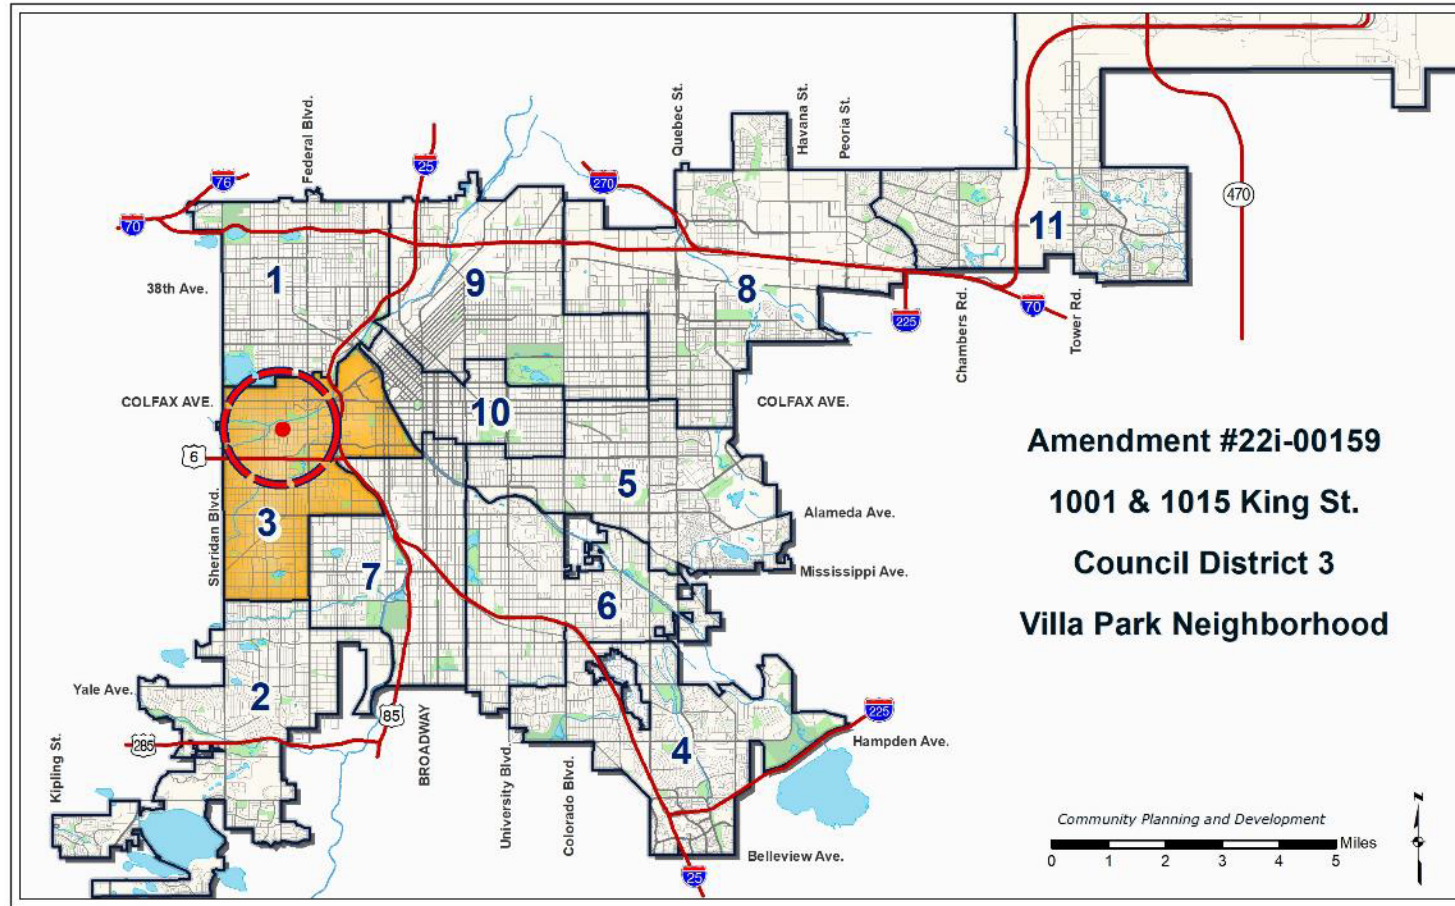 Federal Blvd.
Quebec St.
Havana St.
Peoria St.
76
25
270
70
470
38th Ave.
1
9
8
11
225
Chambers Rd.
70
Tower Rd.
COLFAX AVE.
10
COLFAX AVE.
6
5
Sheridan Blvd.
3
Alameda Ave.
7
Mississippi Ave.
6
Yale Ave.
2
85
225
285
BROADWAY
4
Hampden Ave.
Kipling St.
University Blvd.
Colorado Blvd.
Belleview Ave.
25
Amendment #22i-00159
1001 & 1015 King St.
Council District 3
Villa Park Neighborhood
Community Planning and Development
Miles
0 1 2 3 4 5
Z